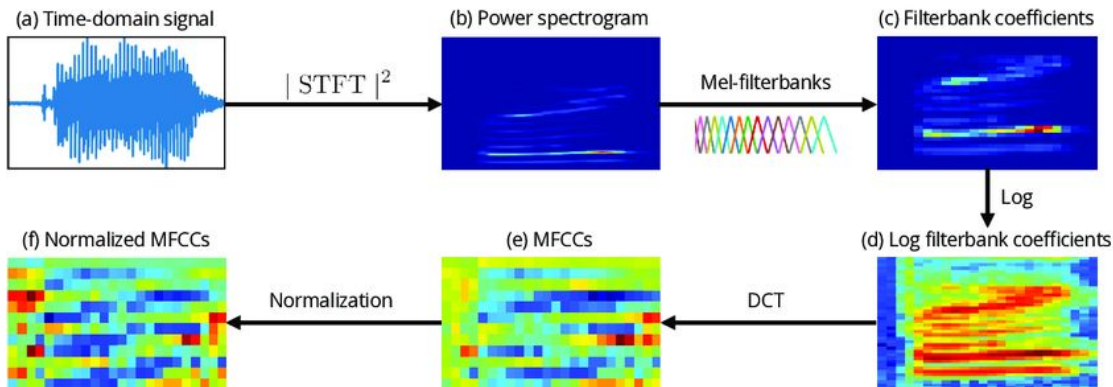 (a) Time-domain signal
(b) Power spectrogram
(c) Filterbank coefficients
| STFT |²
Mel-filterbanks
Log
(f) Normalized MFCCs
(e) MFCCs
(d) Log filterbank coefficients
Normalization
DCT